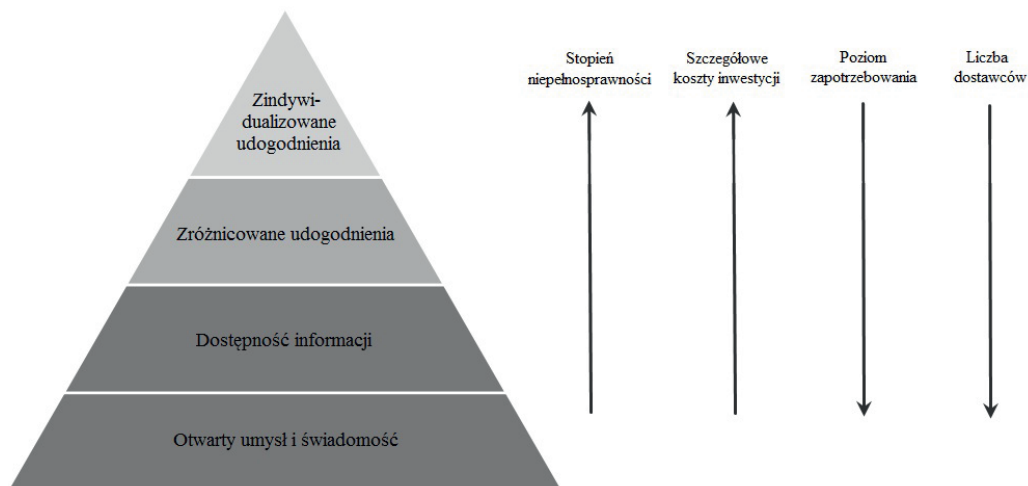 Stopień
niepełnosprawności
Szczegółowe
koszty inwestycji
Poziom
zapotrzebowania
Liczba
dostawców
Zindywi-
dualizowane
udogodnienia
Zróżnicowane udogodnienia
Dostępność informacji
Otwarty umysł i świadomość